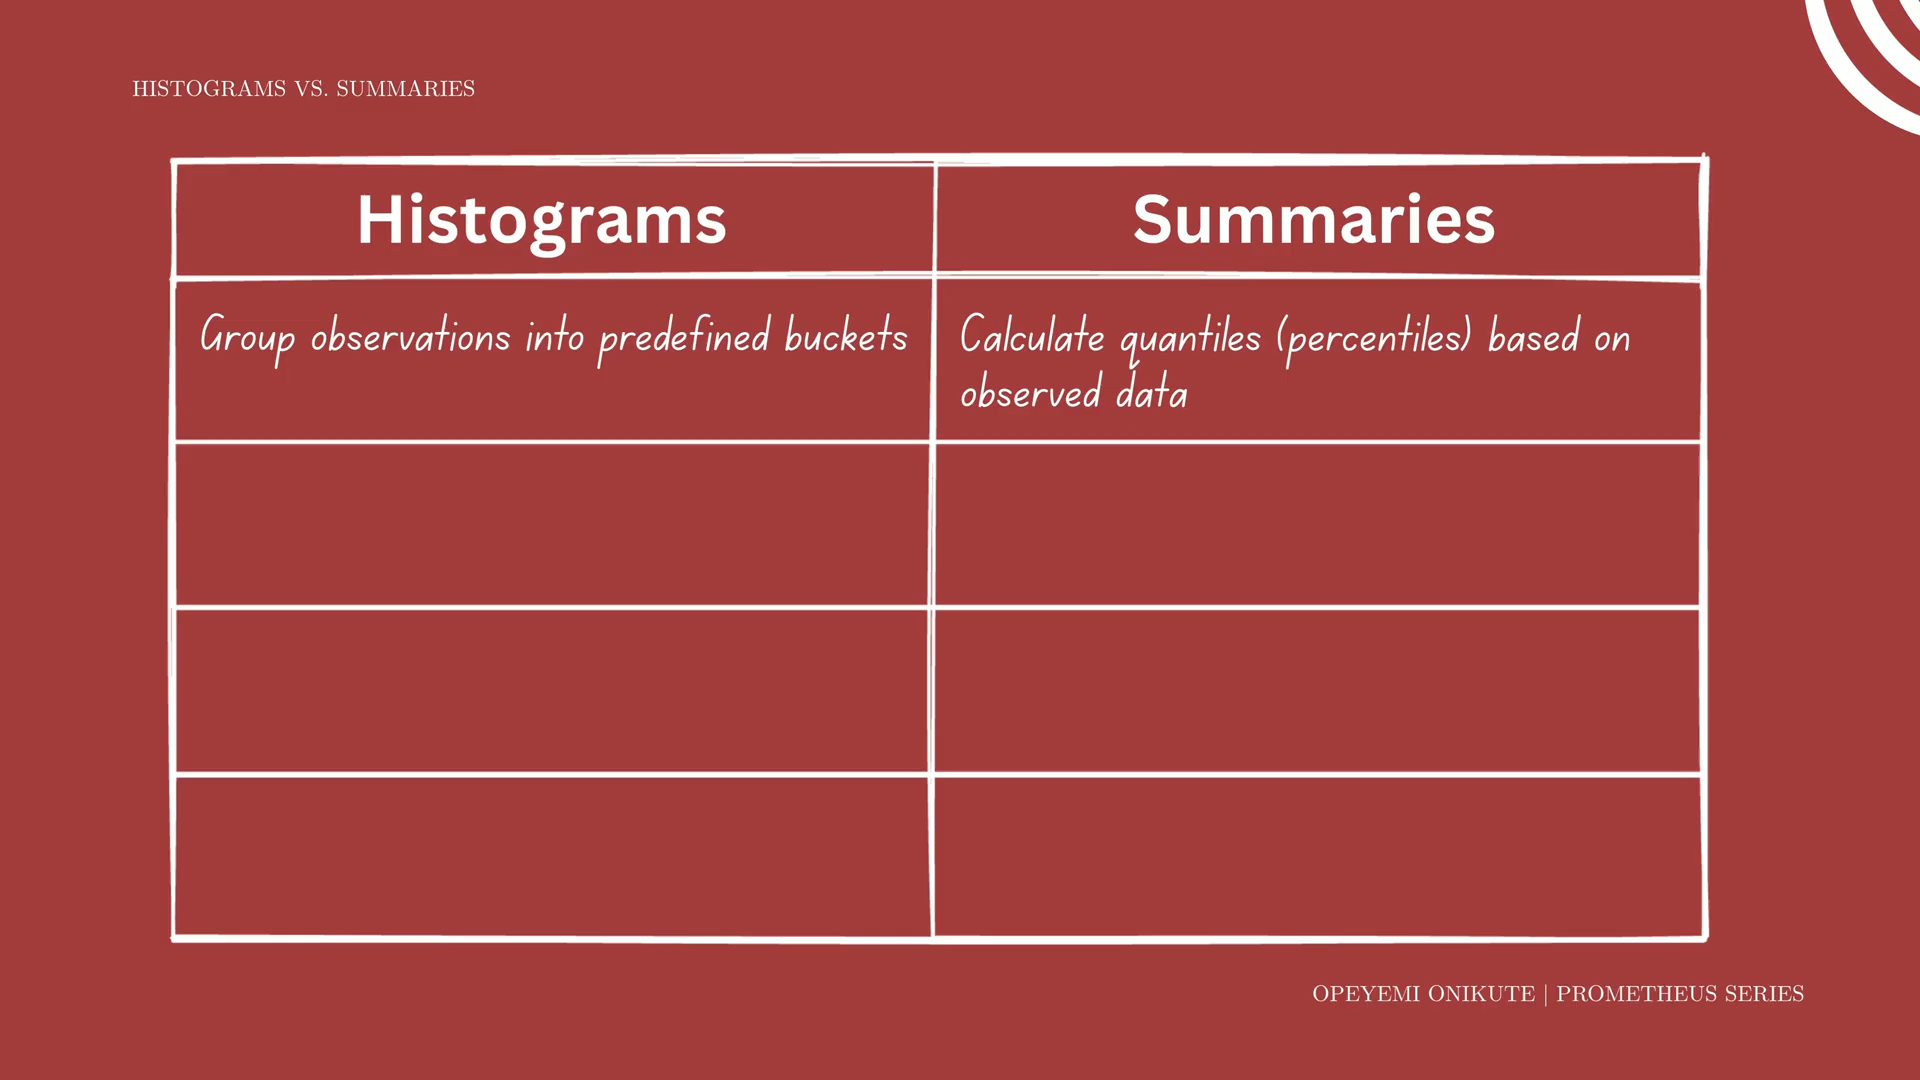 HISTOGRAMS VS. SUMMARIES
Histograms
Summaries
Group observations into predefined buckets
Calculate quantiles (percentiles) based on
observed data
OPEYEMI ONIKUTE | PROMETHEUS SERIES